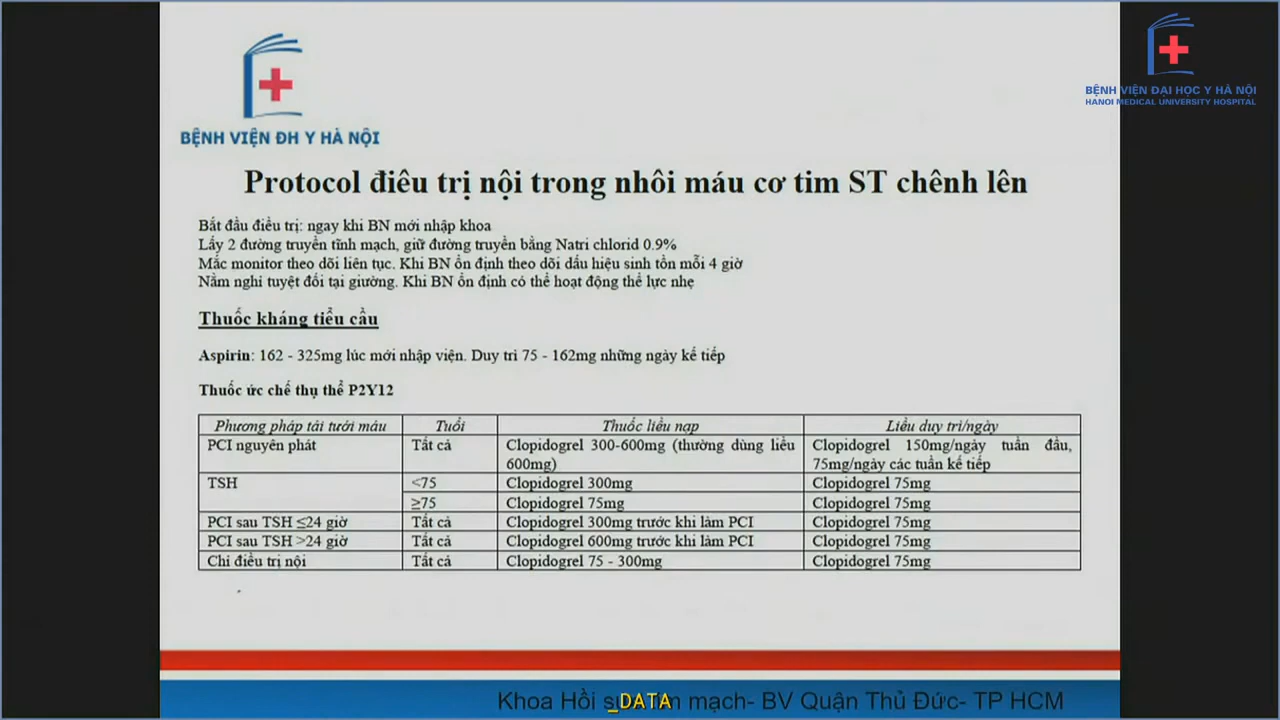 BỆNH VIỆN ĐH Y HÀ NỘI
BỆNH VIỆN ĐẠI HỌC Y HÀ NỘI
HANOI MEDICAL UNIVERSITY HOSPITAL
Protocol điều trị nội trong nhồi máu cơ tim ST chênh lên
Bắt đầu điều trị: ngay khi BN mới nhập khoa
Lấy 2 đường truyền tĩnh mạch, giữ đường truyền bằng Natri chlorid 0.9%
Mắc monitor theo dõi liên tục. Khi BN ổn định theo dõi dấu hiệu sinh tồn mỗi 4 giờ
Nằm nghỉ tuyệt đối tại giường. Khi BN ổn định có thể hoạt động thể lực nhẹ
Thuốc kháng tiểu cầu
Aspirin: 162 - 325mg lúc mới nhập viện. Duy trì 75 - 162mg những ngày kế tiếp
Thuốc ức chế thụ thể P2Y12
Phương pháp tái tưới máu Tuổi Thuốc liều nạp Liều duy trì/ngày
PCI nguyên phát Tất cả Clopidogrel 300-600mg (thường dùng liều Clopidogrel 150mg/ngày tuần đầu,
600mg) 75mg/ngày các tuần kế tiếp
TSH <75 Clopidogrel 300mg Clopidogrel 75mg
≥75 Clopidogrel 75mg Clopidogrel 75mg
PCI sau TSH ≤24 giờ Tất cả Clopidogrel 300mg trước khi làm PCI Clopidogrel 75mg
PCI sau TSH >24 giờ Tất cả Clopidogrel 600mg trước khi làm PCI Clopidogrel 75mg
Chỉ điều trị nội Tất cả Clopidogrel 75 - 300mg Clopidogrel 75mg
Khoa Hồi mạch- BV Quận Thủ Đức- TP HCM
_DATA